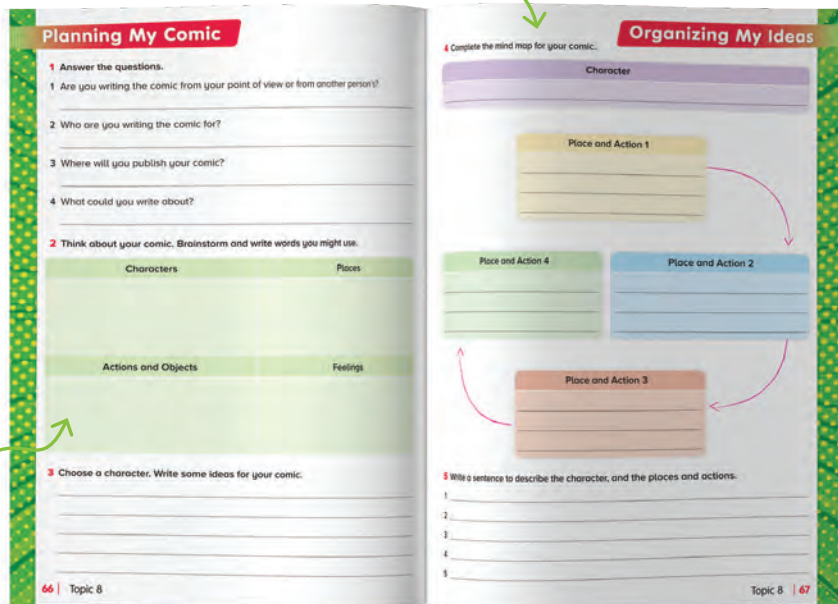 Planning My Comic
1 Answer the questions.
1 Are you writing the comic from your point of view or from another person's?
2 Who are you writing the comic for?
3 Where will you publish your comic?
4 What could you write about?
2 Think about your comic. Brainstorm and write words you might use.
Characters Places
Actions and Objects Feelings
3 Choose a character. Write some ideas for your comic.
66 | Topic 8
Organizing My Ideas
4 Complete the mind map for your comic.
Character
Place and Action 1
Place and Action 4 Place and Action 2
Place and Action 3
5 Write a sentence to describe the character, and the places and actions.
1
2
3
4
5
Topic 8 | 67